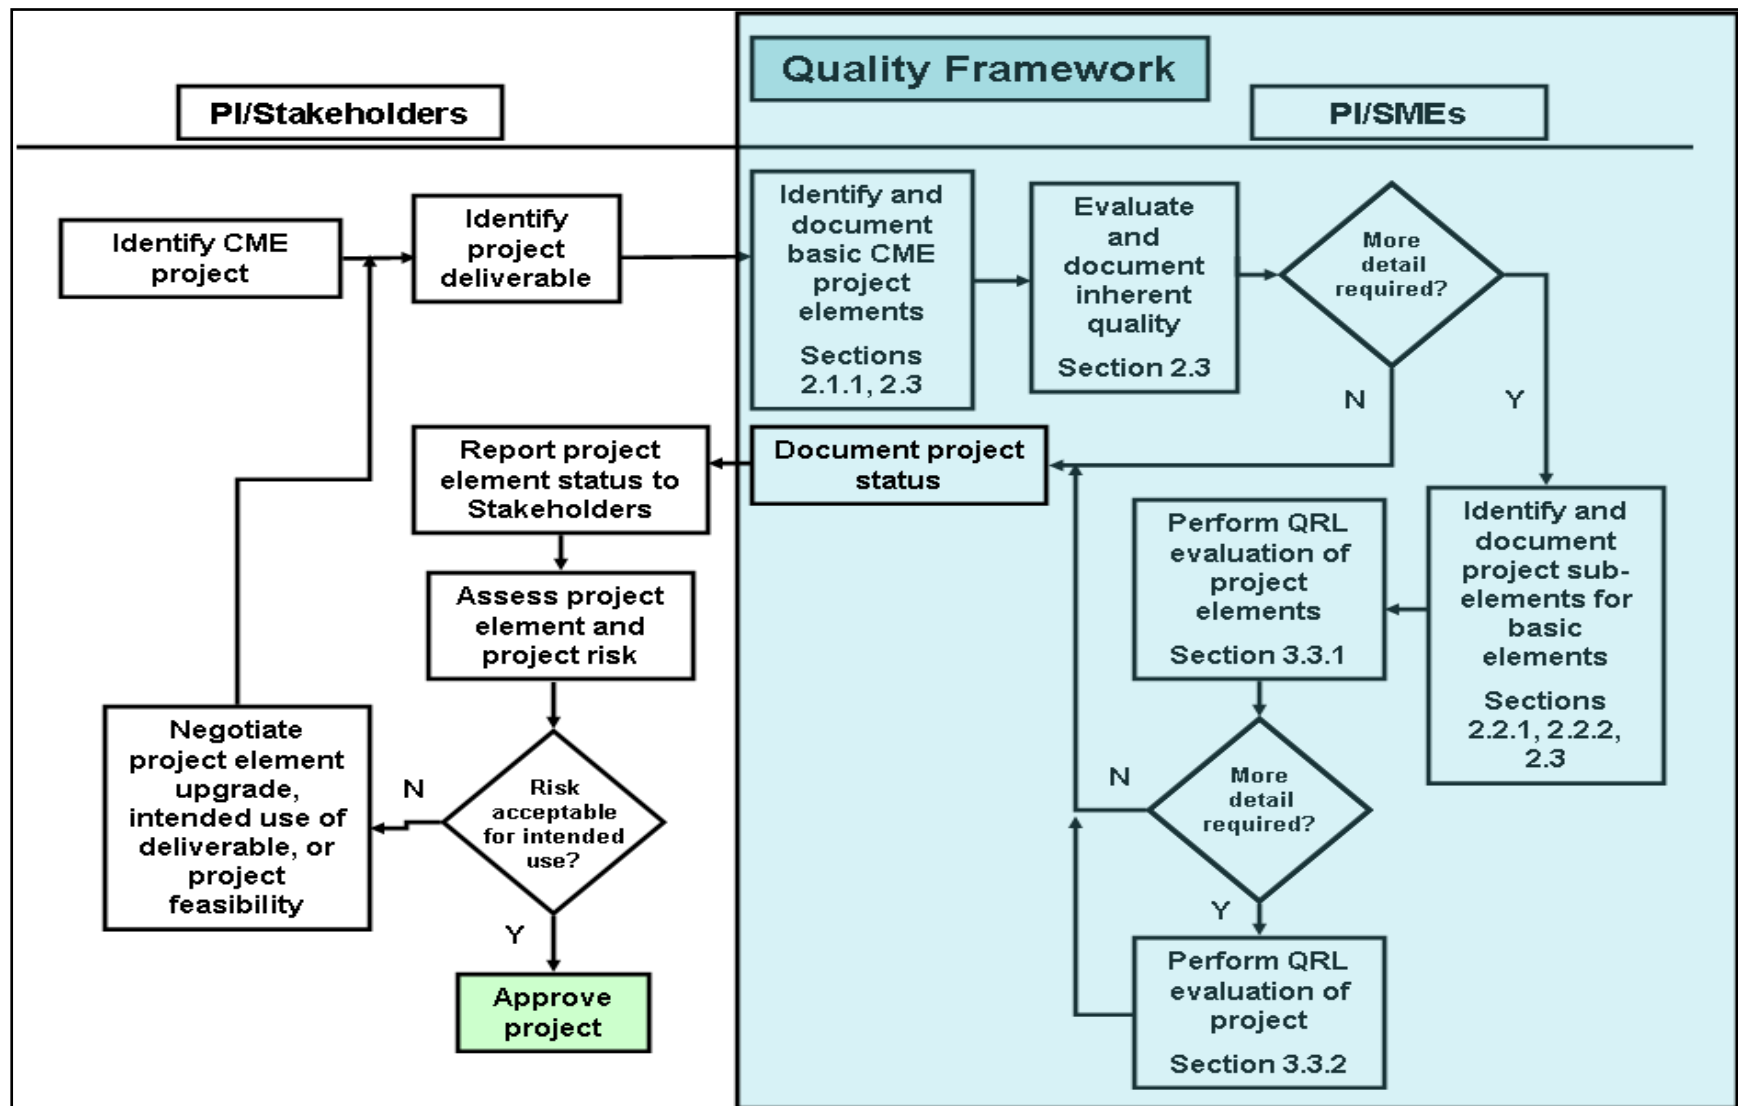 Quality Framework
PI/Stakeholders
PI/SMEs
Identify CME
project
Identify
project
deliverable
Identify and
document
basic CME
project
elements
Sections
2.1.1, 2.3
Evaluate
and
document
inherent
quality
Section 2.3
More
detail
required?
N
Y
Report project
element status to
Stakeholders
Document project
status
Identify and
document
project sub-
elements for
basic
elements
Sections
2.2.1, 2.2.2,
2.3
Perform QRL
evaluation of
project
elements
Section 3.3.1
Assess project
element and
project risk
Negotiate
project element
upgrade,
intended use of
deliverable, or
project
feasibility
N
Risk
acceptable
for intended
use?
Y
N
More
detail
required?
Y
Approve
project
Perform QRL
evaluation of
project
Section 3.3.2